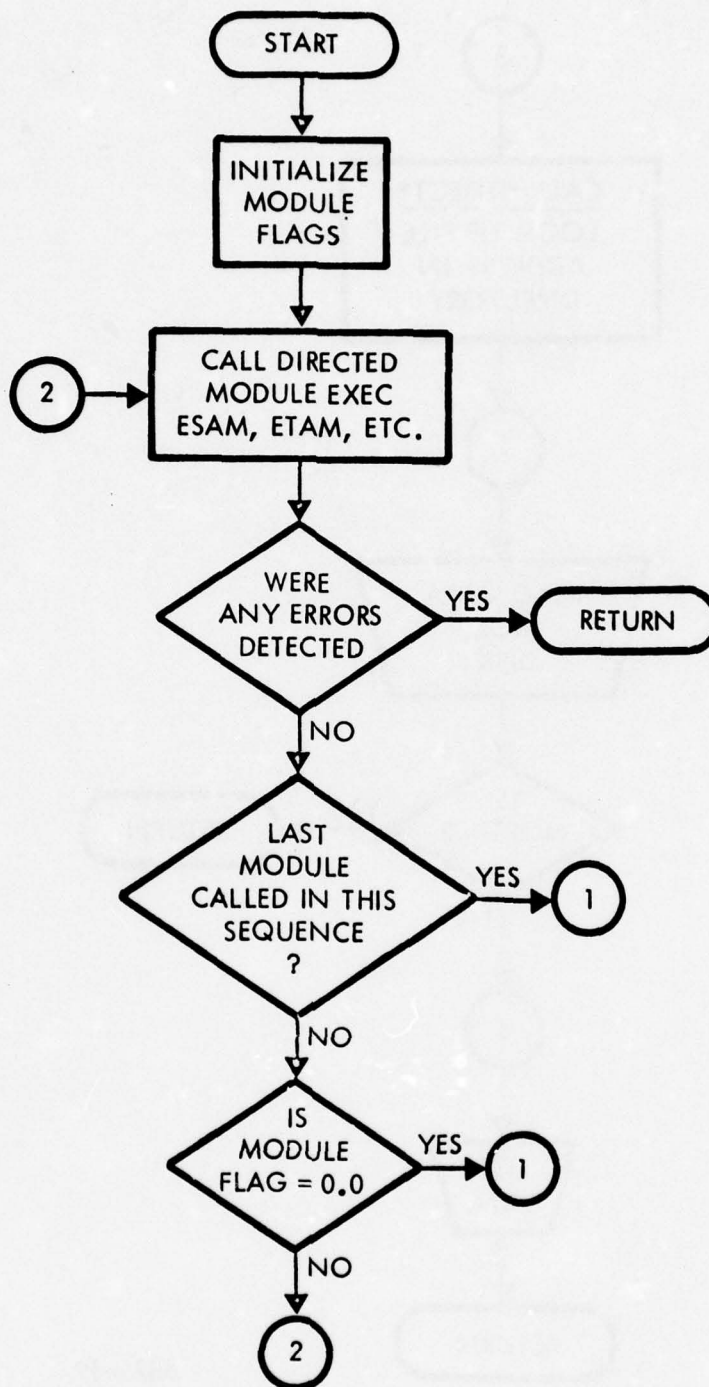 START
INITIALIZE
MODULE
FLAGS
2
CALL DIRECTED
MODULE EXEC
ESAM, ETAM, ETC.
WERE
ANY ERRORS
DETECTED
YES
RETURN
NO
LAST
MODULE
CALLED IN THIS
SEQUENCE
?
YES
1
NO
IS
MODULE
FLAG = 0.0
YES
1
NO
2